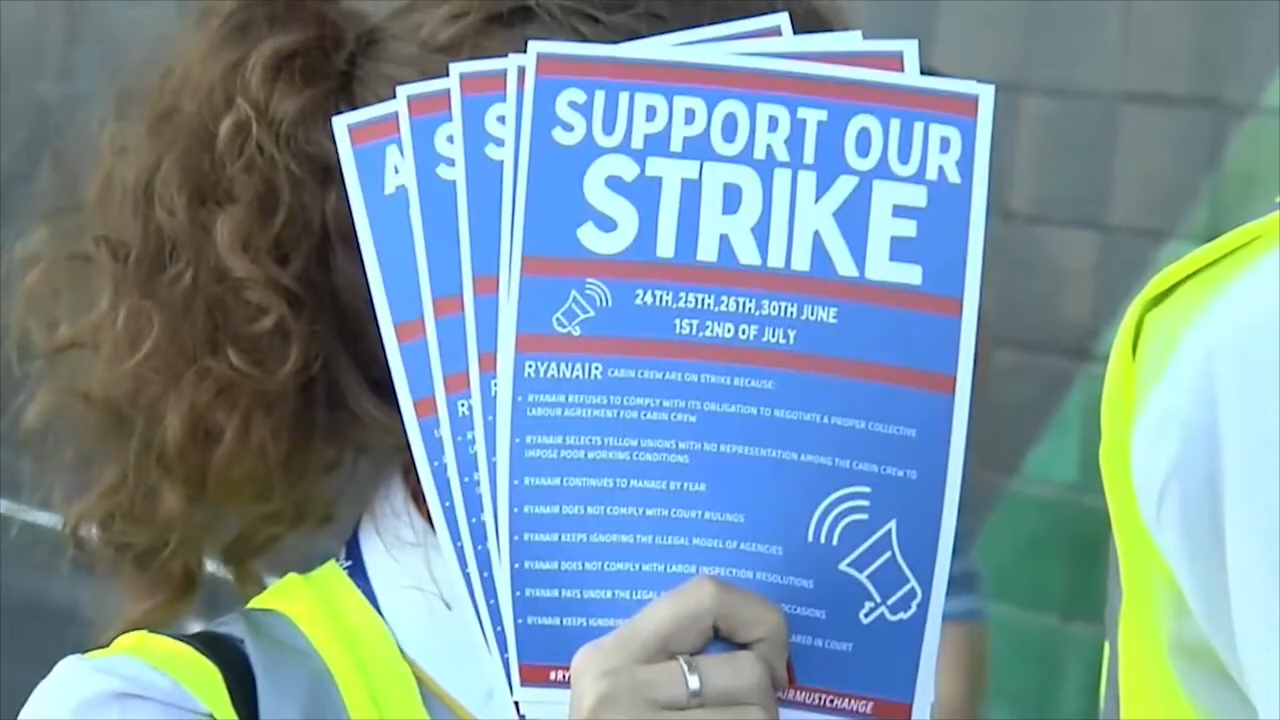 SUPPORT OUR
STRIKE
24TH,25TH,26TH,30TH JUNE
1ST,2ND OF JULY
RYANAIR CABIN CREW ARE ON STRIKE BECAUSE:
• RYANAIR REFUSES TO COMPLY WITH ITS OBLIGATION TO NEGOTIATE A PROPER COLLECTIVE
LABOUR AGREEMENT FOR CABIN CREW
• RYANAIR SELECTS YELLOW UNIONS WITH NO REPRESENTATION AMONG THE CABIN CREW TO
IMPOSE POOR WORKING CONDITIONS
• RYANAIR CONTINUES TO MANAGE BY FEAR
• RYANAIR DOES NOT COMPLY WITH COURT RULINGS
• RYANAIR KEEPS IGNORING THE ILLEGAL MODEL OF AGENCIES
• RYANAIR DOES NOT COMPLY WITH LABOR INSPECTION RESOLUTIONS
• RYANAIR PAYS UNDER THE LEGAL OCCASIONS
• RYANAIR KEEPS IGNORING LARED IN COURT
#RY AIRMUSTCHANGE